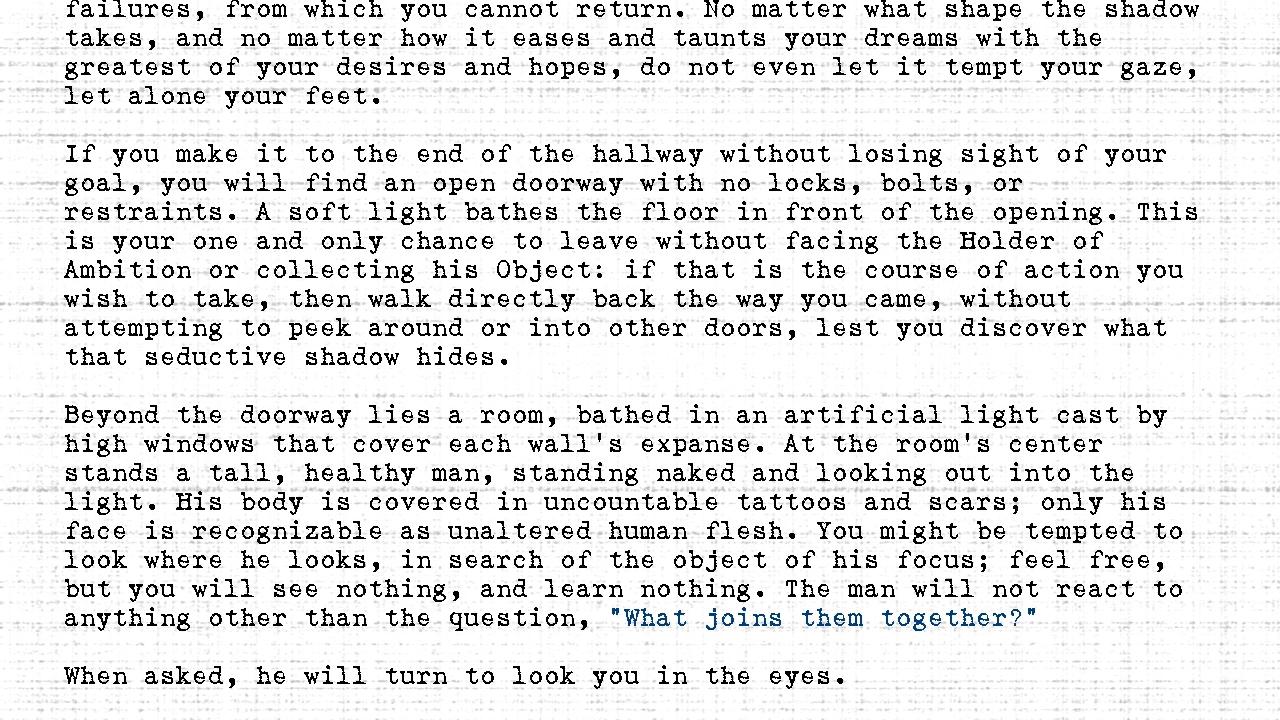 failures, from which you cannot return. No matter what shape the shadow
takes, and no matter how it eases and taunts your dreams with the
greatest of your desires and hopes, do not even let it tempt your gaze,
let alone your feet.
If you make it to the end of the hallway without losing sight of your
goal, you will find an open doorway with no locks, bolts, or
restraints. A soft light bathes the floor in front of the opening. This
is your one and only chance to leave without facing the Holder of
Ambition or collecting his Object: if that is the course of action you
wish to take, then walk directly back the way you came, without
attempting to peek around or into other doors, lest you discover what
that seductive shadow hides.
Beyond the doorway lies a room, bathed in an artificial light cast by
high windows that cover each wall's expanse. At the room's center
stands a tall, healthy man, standing naked and looking out into the
light. His body is covered in uncountable tattoos and scars; only his
face is recognizable as unaltered human flesh. You might be tempted to
look where he looks, in search of the object of his focus; feel free,
but you will see nothing, and learn nothing. The man will not react to
anything other than the question, "What joins them together?"
When asked, he will turn to look you in the eyes.